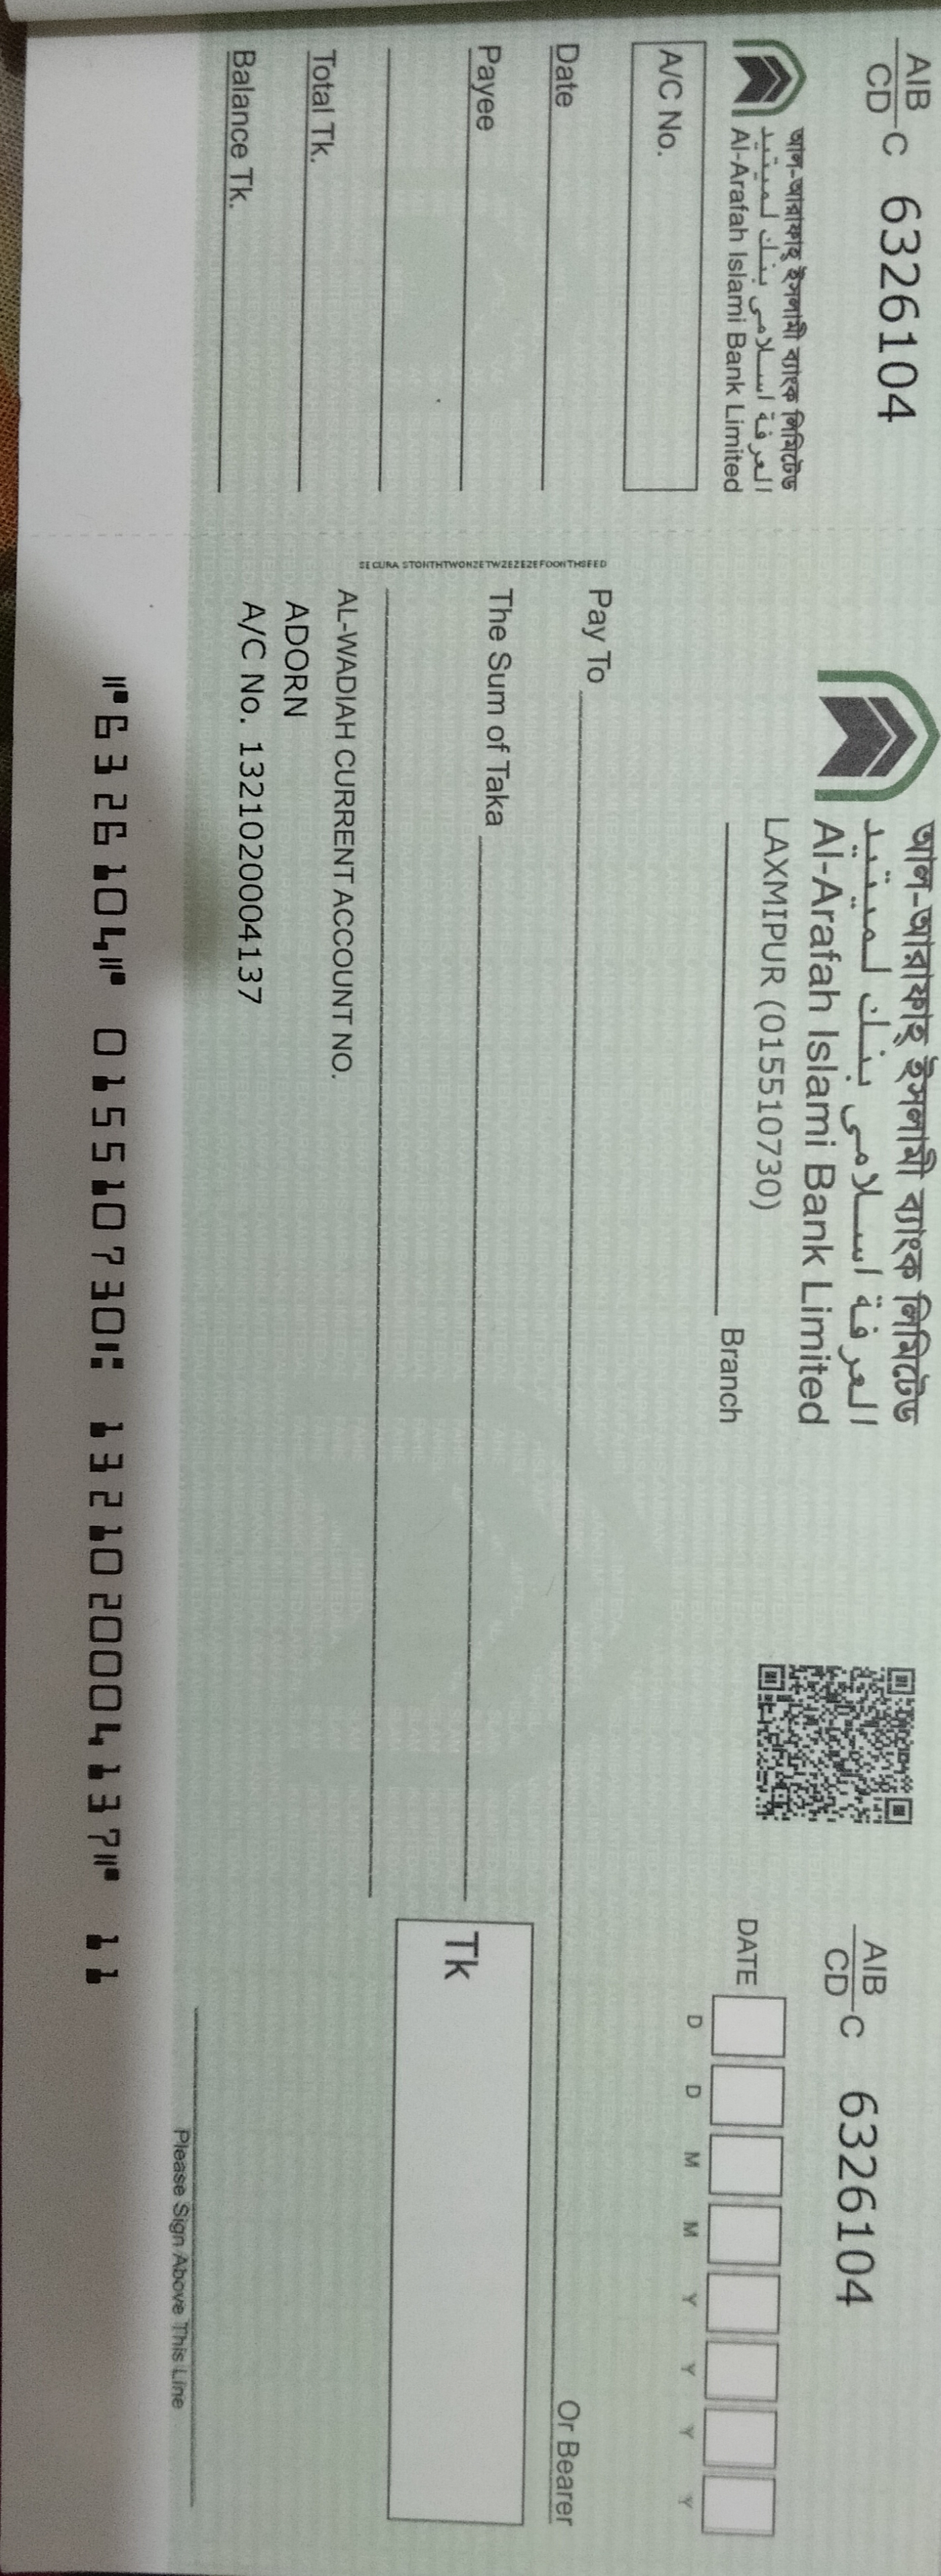 AIB
CD C 6326104
আল-আরাফাহ্ ইসলামী ব্যাংক লিমিটেড
العرفة اسلامى بنك لميتيد
Al-Arafah Islami Bank Limited
A/C No.
Date
Payee
Total Tk.
Balance Tk.
আল-আরাফাহ্ ইসলামী ব্যাংক লিমিটেড
العرفة اسلامى بنك لميتيد
Al-Arafah Islami Bank Limited
LAXMIPUR (015510730)
Branch
AIB
CD C 6326104
DATE
D D M M Y Y Y Y
Pay To
Or Bearer
The Sum of Taka
Tk
AL-WADIAH CURRENT ACCOUNT NO.
ADORN
A/C No. 1321020004137
Please Sign Above This Line
⑈6326104⑈ 015510730⑆ 1321020004137⑈ 11